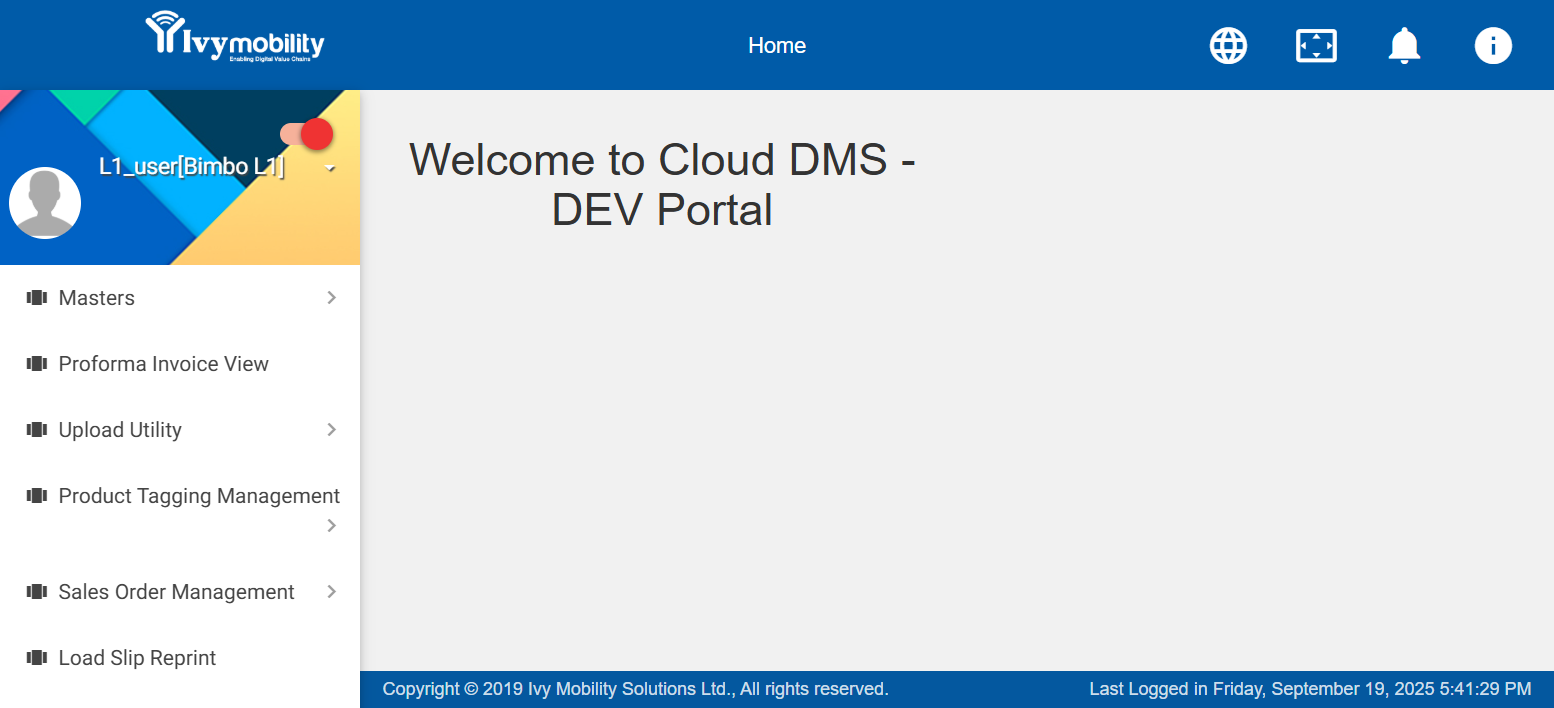 Ivymobility
Enabling Digital Value Chains
Home
L1_user[Bimbo L1]
Welcome to Cloud DMS -
DEV Portal
Masters
Proforma Invoice View
Upload Utility
Product Tagging Management
Sales Order Management
Load Slip Reprint
Copyright © 2019 Ivy Mobility Solutions Ltd., All rights reserved.
Last Logged in Friday, September 19, 2025 5:41:29 PM